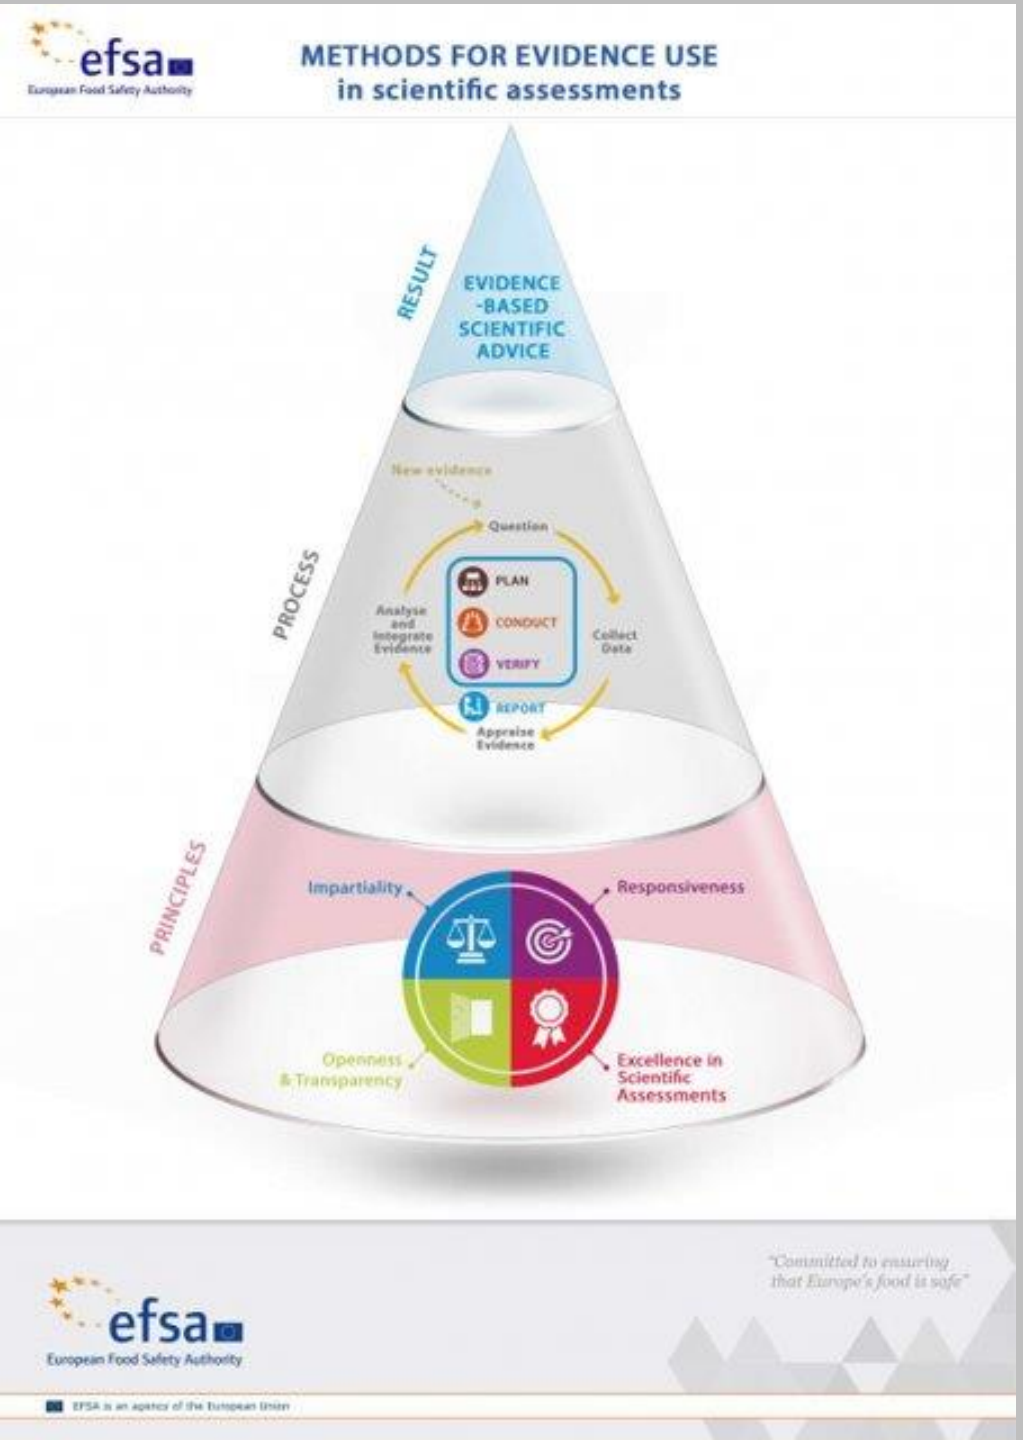 efsa
European Food Safety Authority
METHODS FOR EVIDENCE USE
in scientific assessments
RESULT
EVIDENCE
-BASED
SCIENTIFIC
ADVICE
New evidence
Question
PROCESS
PLAN
CONDUCT
VERIFY
REPORT
Analyse
and
Integrate
Evidence
Collect
Data
Appraise
Evidence
PRINCIPLES
Impartiality
Responsiveness
Openness
& Transparency
Excellence in
Scientific
Assessments
"Committed to ensuring
that Europe's food is safe"
efsa
European Food Safety Authority
EFSA is an agency of the European Union